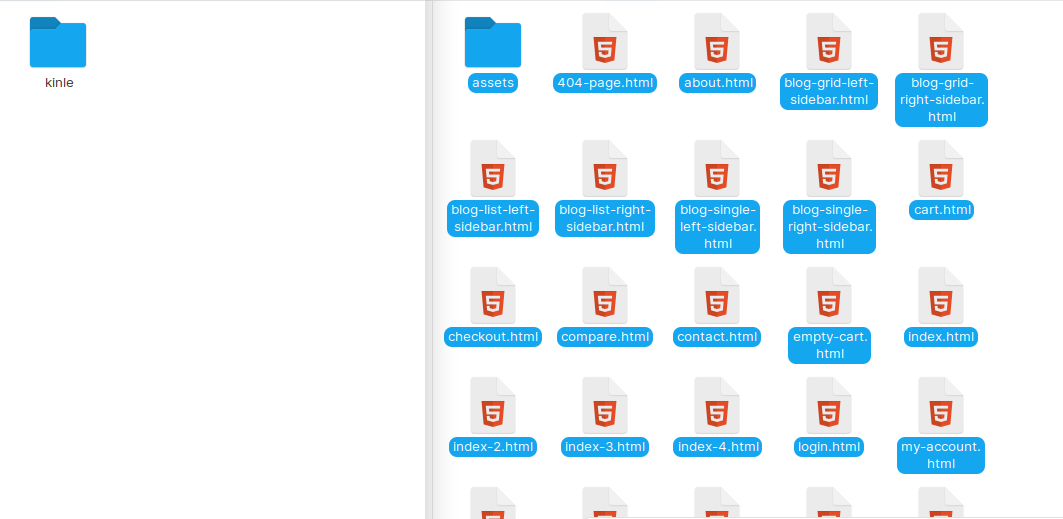 kinle
assets
404-page.html
about.html
blog-grid-left-
sidebar.html
blog-grid-
right-sidebar.
html
blog-list-left-
sidebar.html
blog-list-right-
sidebar.html
blog-single-
left-sidebar.
html
blog-single-
right-sidebar.
html
cart.html
checkout.html
compare.html
contact.html
empty-cart.
html
index.html
index-2.html
index-3.html
index-4.html
login.html
my-account.
html